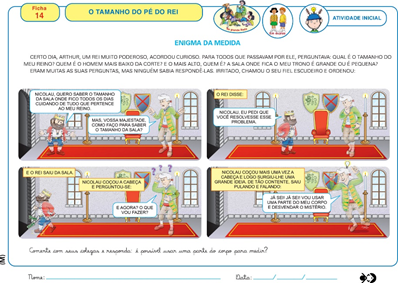 Ficha
14
O TAMANHO DO PÉ DO REI
ATIVIDADE INICIAL
ENIGMA DA MEDIDA
CERTO DIA, ARTHUR, UM REI MUITO PODEROSO, ACORDOU CURIOSO. PARA TODOS QUE PASSAVAM POR ELE, PERGUNTAVA: QUAL É O TAMANHO DO
MEU REINO? QUEM É O HOMEM MAIS BAIXO DA CORTE? E O MAIS ALTO, QUEM É? A SALA ONDE FICA O MEU TRONO É GRANDE OU É PEQUENA?
ERAM MUITAS AS SUAS PERGUNTAS, MAS NINGUÉM SABIA RESPONDÊ-LAS. IRRITADO, CHAMOU O SEU FIEL ESCUDEIRO E ORDENOU:
NICOLAU, QUERO SABER O TAMANHO
DA SALA ONDE FICO TODOS OS DIAS
CUIDANDO DE TUDO QUE PERTENCE
AO MEU REINO.
MAS, VOSSA MAJESTADE,
COMO FAÇO PARA SABER
O TAMANHO DA SALA?
O REI DISSE:
NICOLAU, EU PEDI QUE
VOCÊ RESOLVESSE ESSE
PROBLEMA.
E O REI SAIU DA SALA.
NICOLAU COÇOU A CABEÇA
E PERGUNTOU-SE:
E AGORA? O QUE
VOU FAZER?
NICOLAU COÇOU MAIS UMA VEZ A
CABEÇA E LOGO SURGIU-LHE UMA
GRANDE IDEIA. DE TÃO CONTENTE, SAIU
PULANDO E FALANDO:
JÁ SEI! JÁ SEI! VOU USAR
UMA PARTE DO MEU CORPO
E DESVENDAR O MISTÉRIO.
Comente com seus colegas e responda: é possível usar uma parte do corpo para medir?
Nome:
Data: / /